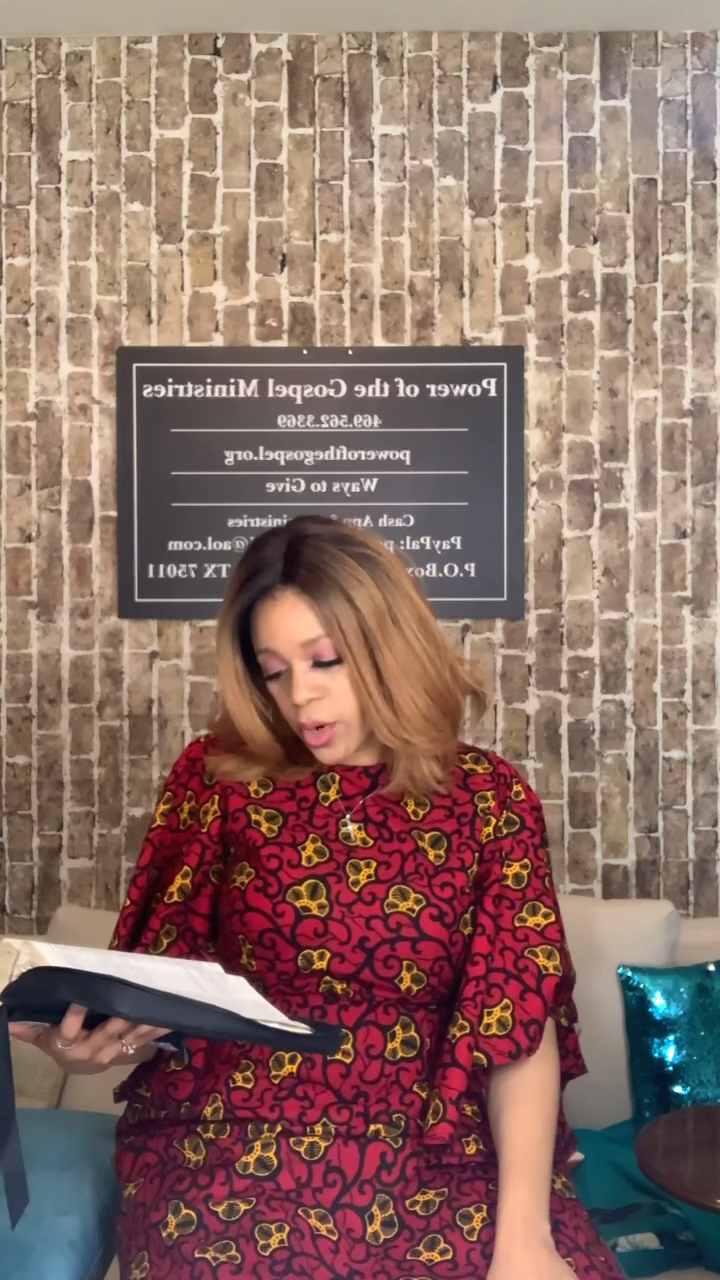 Power of the Gospel Ministries
469.562.3369
powerofthegospel.org
Ways to Give
Cash App inistries
PayPal: @aol.com
P.O.Box TX 75011